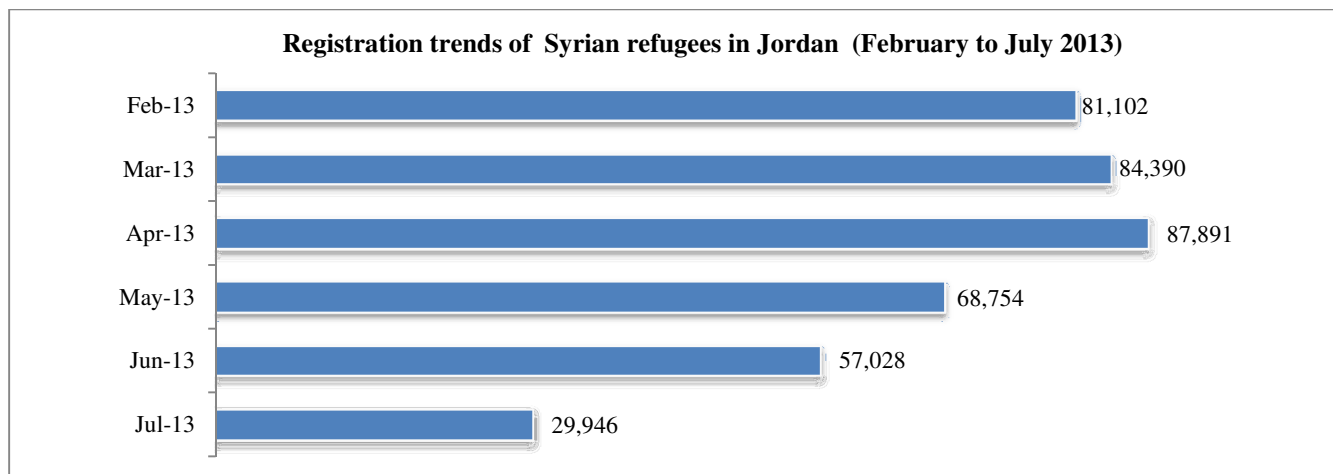 Registration trends of Syrian refugees in Jordan (February to July 2013)
Feb-13 81,102
Mar-13 84,390
Apr-13 87,891
May-13 68,754
Jun-13 57,028
Jul-13 29,946